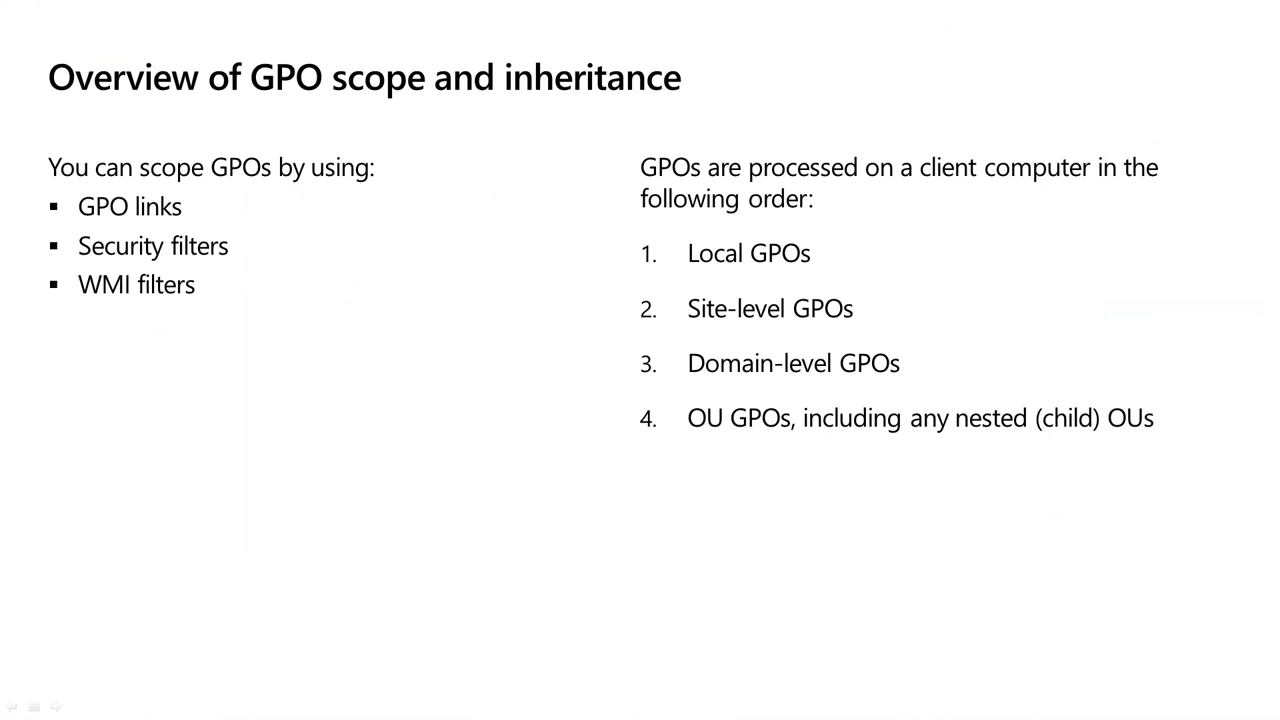 Overview of GPO scope and inheritance
You can scope GPOs by using:
▪ GPO links
▪ Security filters
▪ WMI filters
GPOs are processed on a client computer in the
following order:
1. Local GPOs
2. Site-level GPOs
3. Domain-level GPOs
4. OU GPOs, including any nested (child) OUs